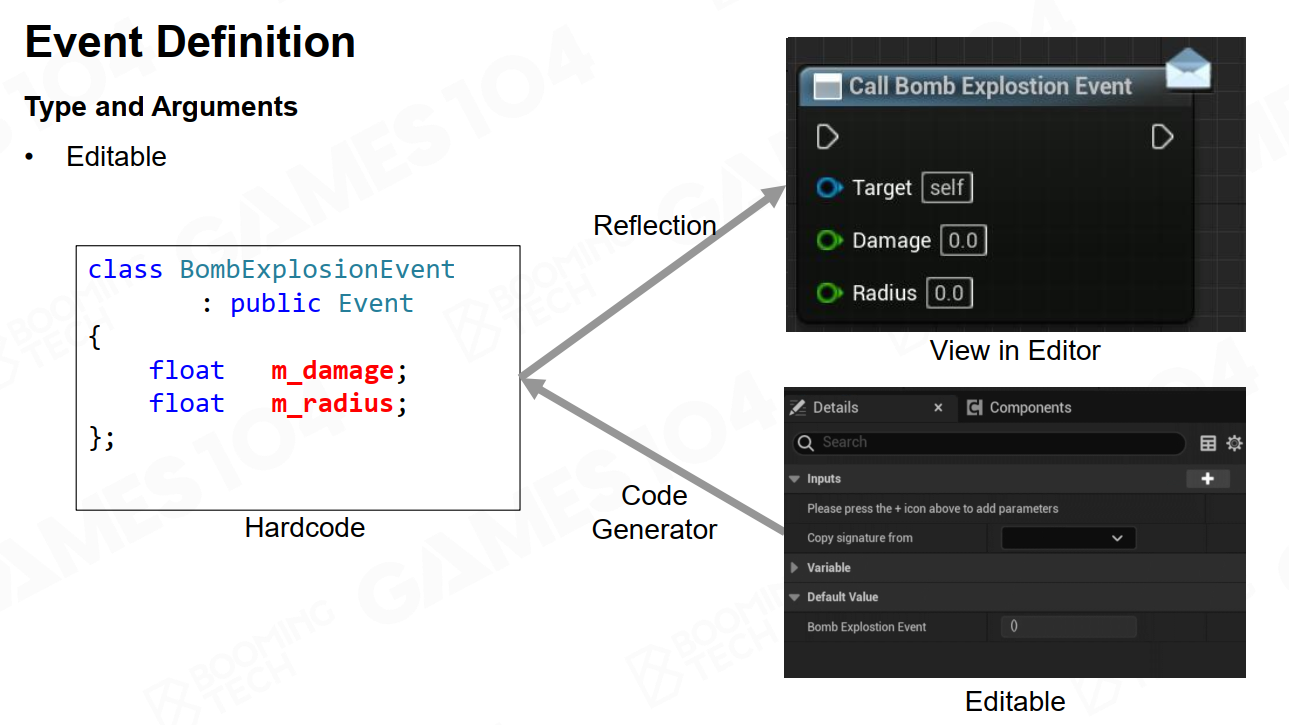 Event Definition
Type and Arguments
• Editable
class BombExplosionEvent
: public Event
{
float m_damage;
float m_radius;
};
Hardcode
Reflection
Code
Generator
Call Bomb Explostion Event
Target self
Damage 0.0
Radius 0.0
View in Editor
Details × Components
Search
Inputs +
Please press the + icon above to add parameters
Copy signature from
Variable
Default Value
Bomb Explostion Event ()
Editable
GAMES104
BOOMING
TECH